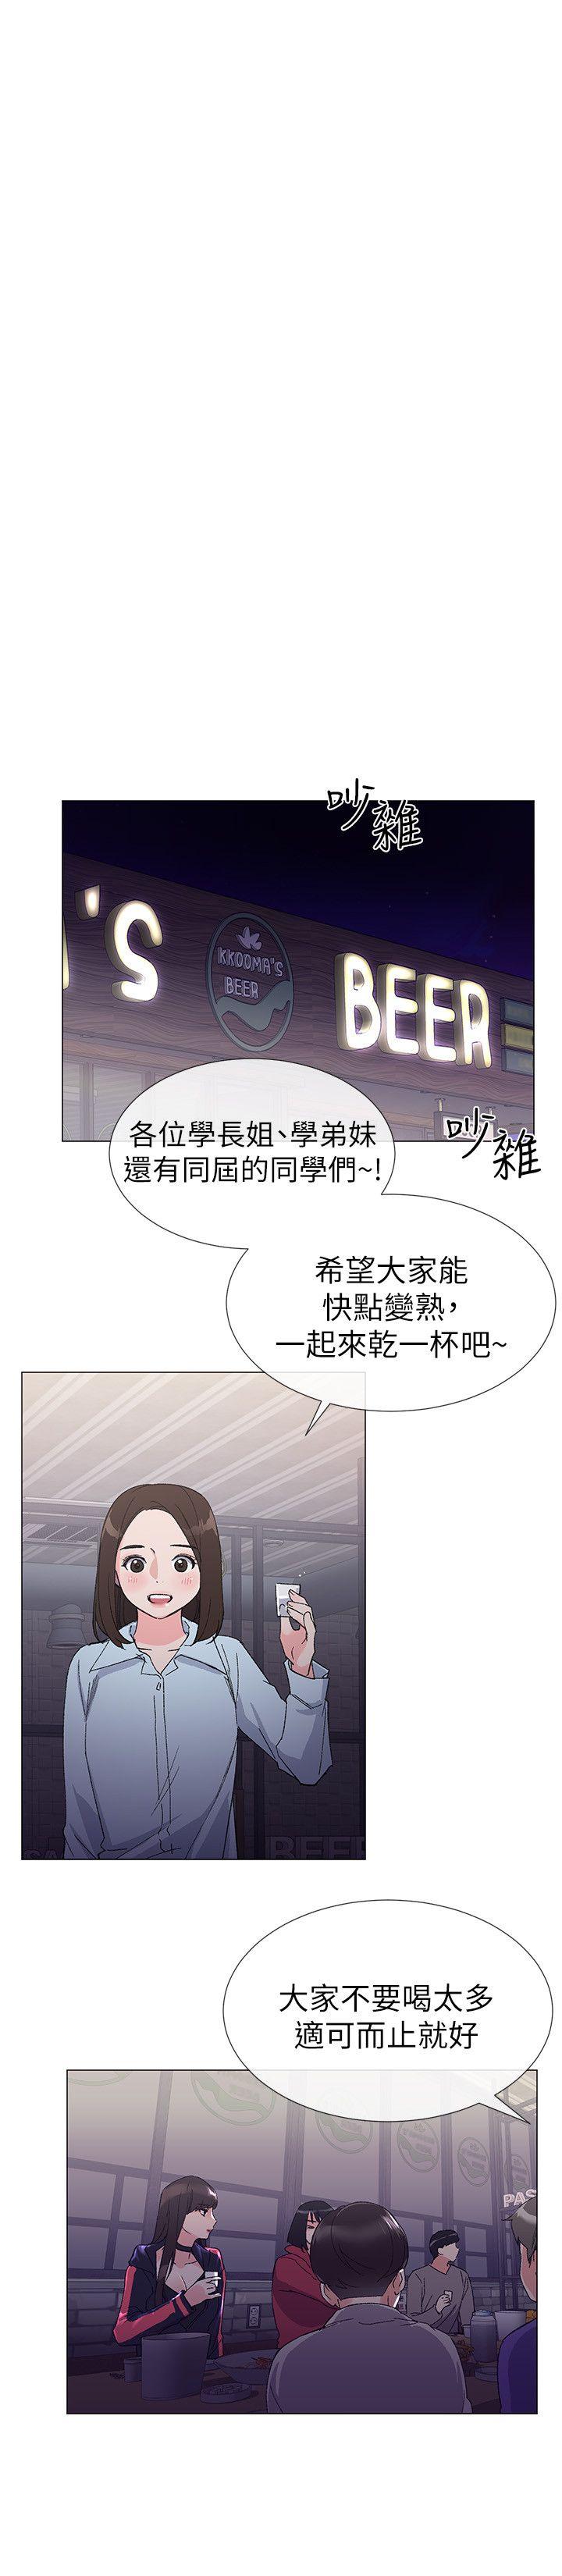 吵雜
'S
KKOOMA'S
BEER
BEER
各位學長姐、學弟妹
還有同屆的同學們~!
吵雜
希望大家能
快點變熟，
一起來乾一杯吧~
BEER
大家不要喝太多
適可而止就好
PAS